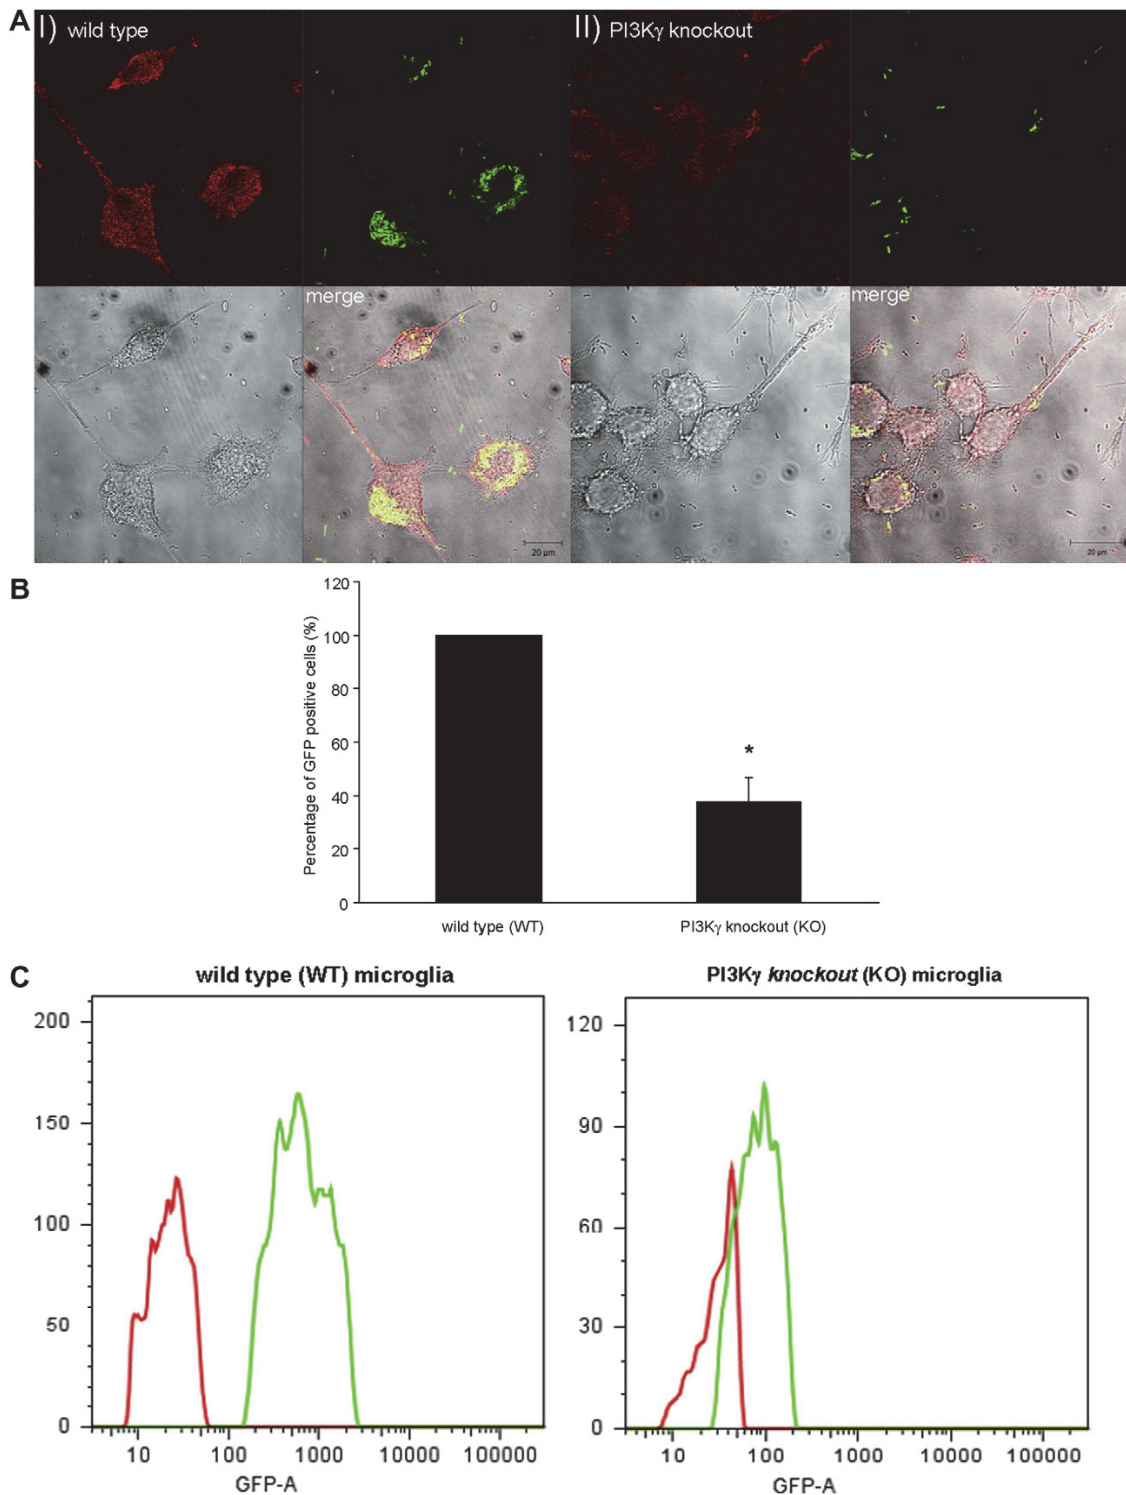 A I) wild type II) PI3Kγ knockout
merge merge
20 µm 20 µm
B
Percentage of GFP positive cells (%)
120
100
80
60
40
20
0
*
wild type (WT) PI3Kγ knockout (KO)
C wild type (WT) microglia PI3Kγ knockout (KO) microglia
200
150
100
50
0
10 100 1000 10000 100000
GFP-A
120
90
60
30
0
10 100 1000 10000 100000
GFP-A